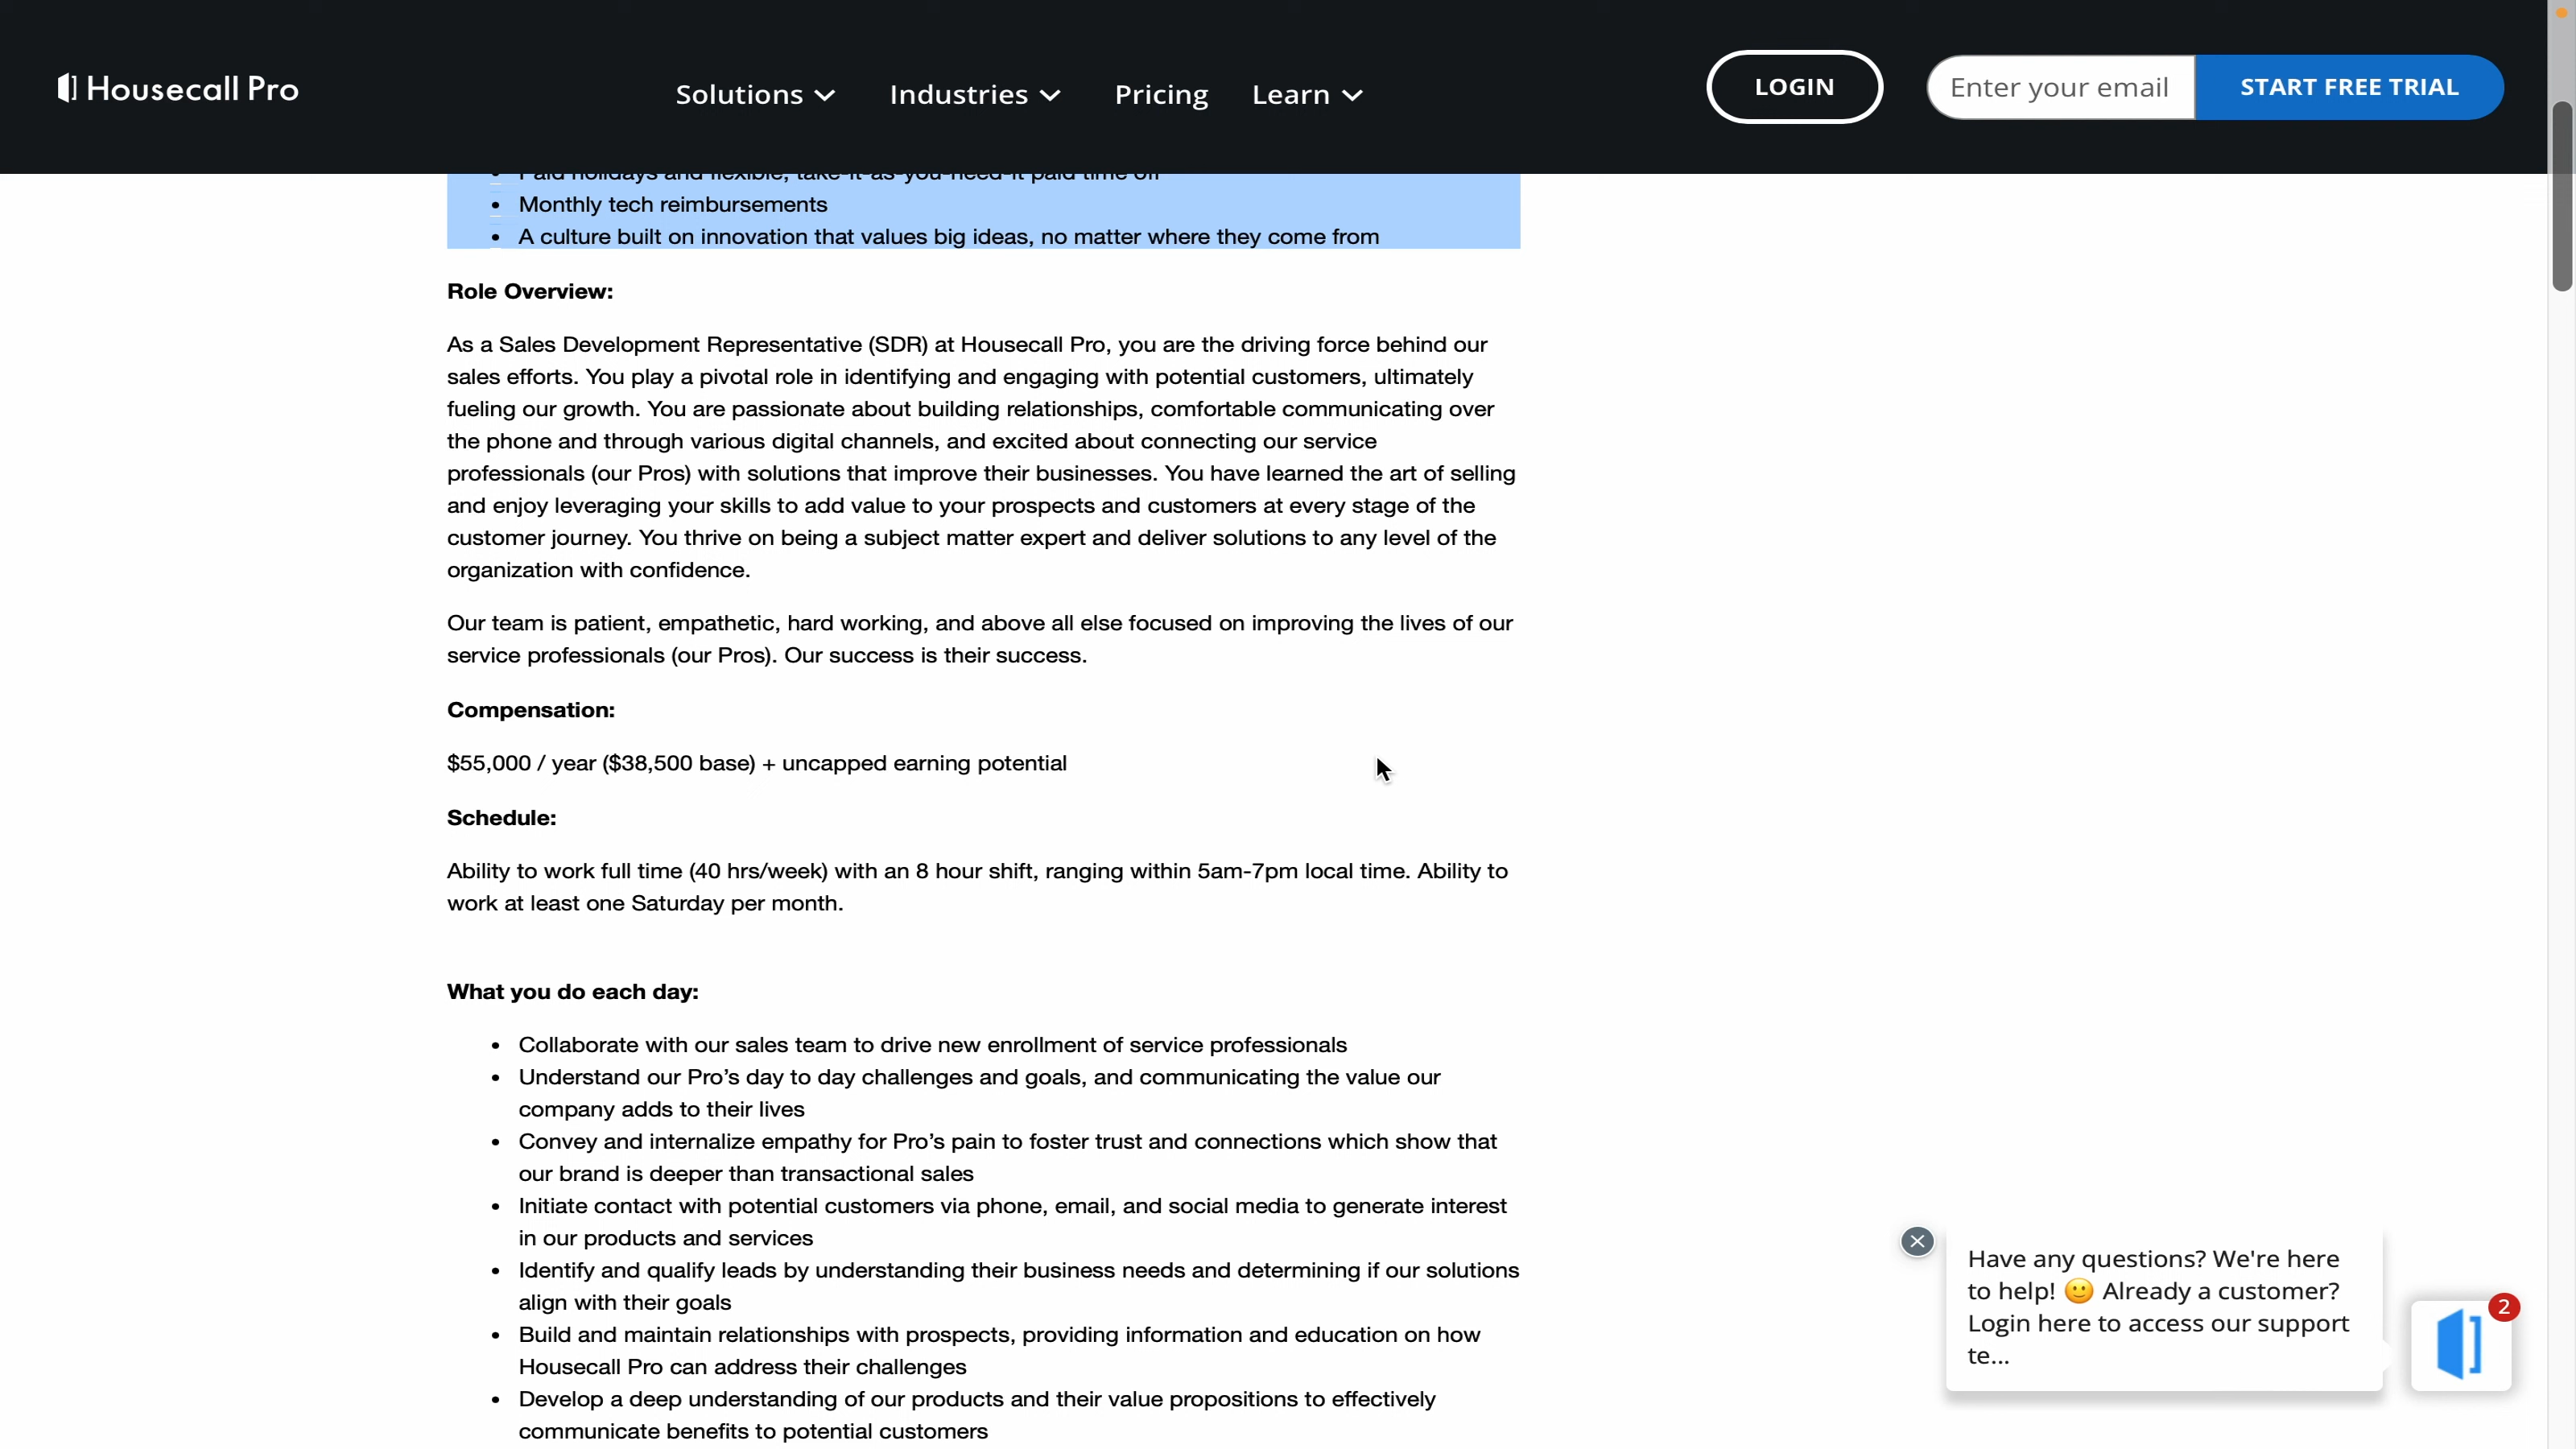 Housecall Pro
Solutions
Industries
Pricing
Learn
LOGIN
Enter your email
START FREE TRIAL
Paid holidays and flexible, take-it-as-you-need-it paid time off
• Monthly tech reimbursements
• A culture built on innovation that values big ideas, no matter where they come from
Role Overview:
As a Sales Development Representative (SDR) at Housecall Pro, you are the driving force behind our
sales efforts. You play a pivotal role in identifying and engaging with potential customers, ultimately
fueling our growth. You are passionate about building relationships, comfortable communicating over
the phone and through various digital channels, and excited about connecting our service
professionals (our Pros) with solutions that improve their businesses. You have learned the art of selling
and enjoy leveraging your skills to add value to your prospects and customers at every stage of the
customer journey. You thrive on being a subject matter expert and deliver solutions to any level of the
organization with confidence.
Our team is patient, empathetic, hard working, and above all else focused on improving the lives of our
service professionals (our Pros). Our success is their success.
Compensation:
$55,000 / year ($38,500 base) + uncapped earning potential
Schedule:
Ability to work full time (40 hrs/week) with an 8 hour shift, ranging within 5am-7pm local time. Ability to
work at least one Saturday per month.
What you do each day:
• Collaborate with our sales team to drive new enrollment of service professionals
• Understand our Pro’s day to day challenges and goals, and communicating the value our
company adds to their lives
• Convey and internalize empathy for Pro’s pain to foster trust and connections which show that
our brand is deeper than transactional sales
• Initiate contact with potential customers via phone, email, and social media to generate interest
in our products and services
• Identify and qualify leads by understanding their business needs and determining if our solutions
align with their goals
• Build and maintain relationships with prospects, providing information and education on how
Housecall Pro can address their challenges
• Develop a deep understanding of our products and their value propositions to effectively
communicate benefits to potential customers
Have any questions? We're here
to help! 🙂 Already a customer?
Login here to access our support
te...
2